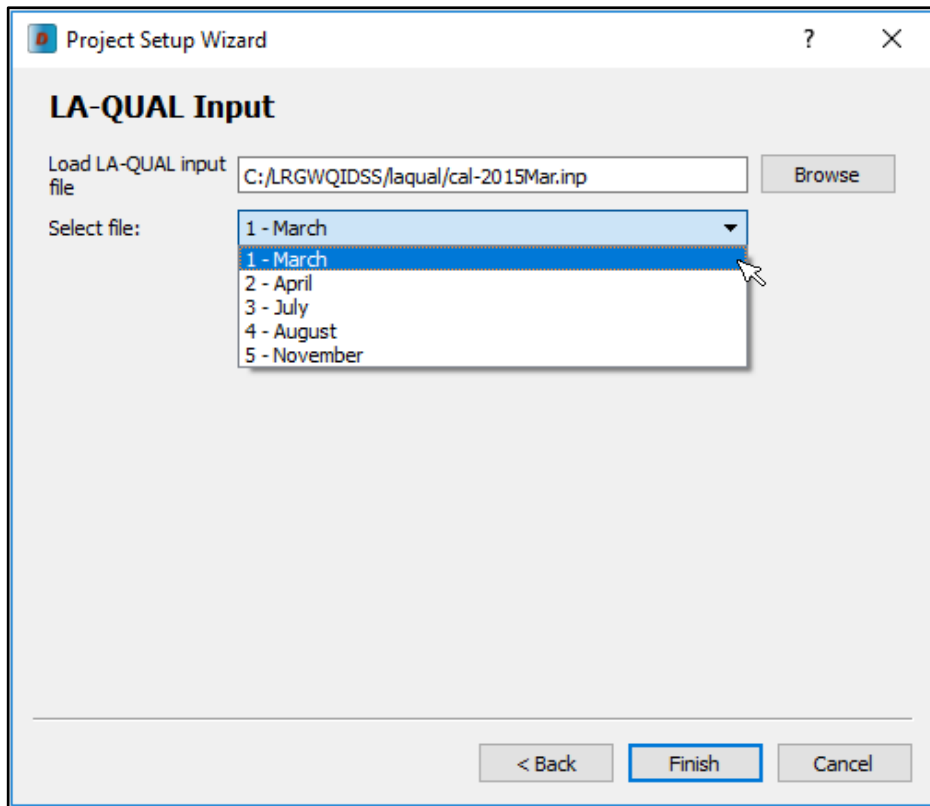 Project Setup Wizard
?
LA-QUAL Input
Load LA-QUAL input
file
C:/LRGWQIDSS/laqual/cal-2015Mar.inp
Browse
Select file:
1 - March
1 - March
2 - April
3 - July
4 - August
5 - November
< Back
Finish
Cancel